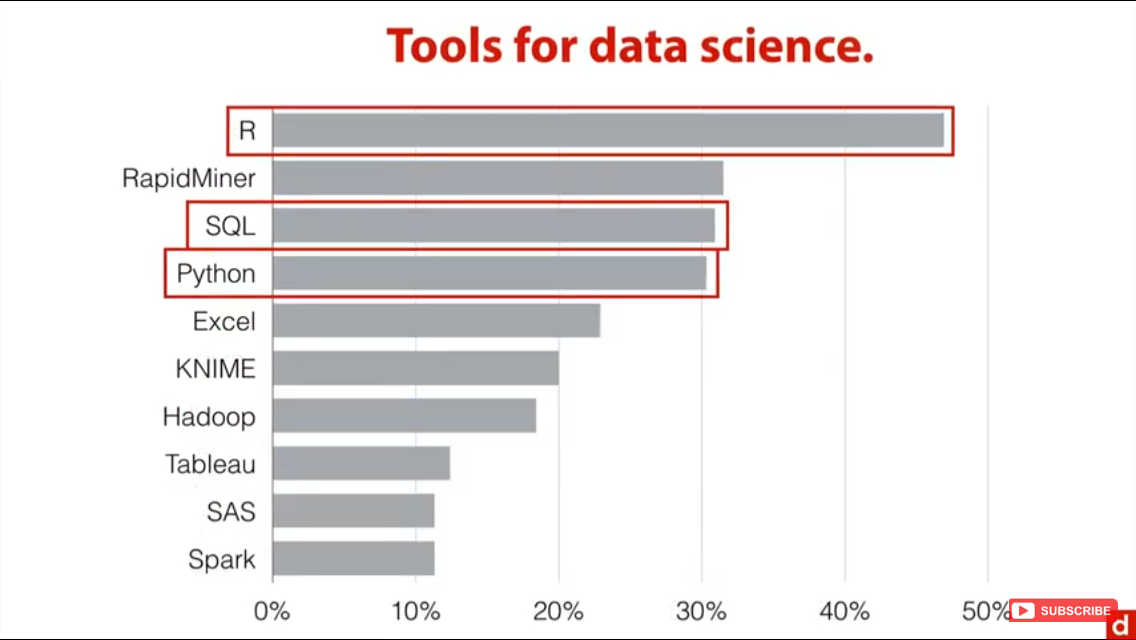 Tools for data science.
R
RapidMiner
SQL
Python
Excel
KNIME
Hadoop
Tableau
SAS
Spark
0% 10% 20% 30% 40% 50%
SUBSCRIBE
d